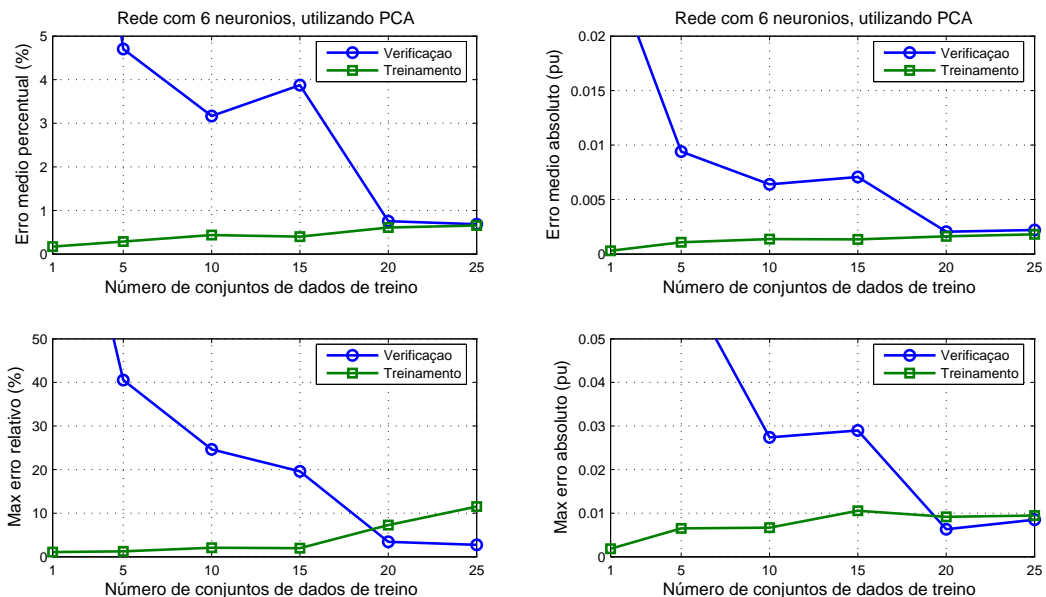 Rede com 6 neuronios, utilizando PCA
Erro medio percentual (%)
5
4
3
2
1
0
Verificaçao
Treinamento
1 5 10 15 20 25
Número de conjuntos de dados de treino
Rede com 6 neuronios, utilizando PCA
Erro medio absoluto (pu)
0.02
0.015
0.01
0.005
0
Verificaçao
Treinamento
1 5 10 15 20 25
Número de conjuntos de dados de treino
Max erro relativo (%)
50
40
30
20
10
0
Verificaçao
Treinamento
1 5 10 15 20 25
Número de conjuntos de dados de treino
Max erro absoluto (pu)
0.05
0.04
0.03
0.02
0.01
0
Verificaçao
Treinamento
1 5 10 15 20 25
Número de conjuntos de dados de treino